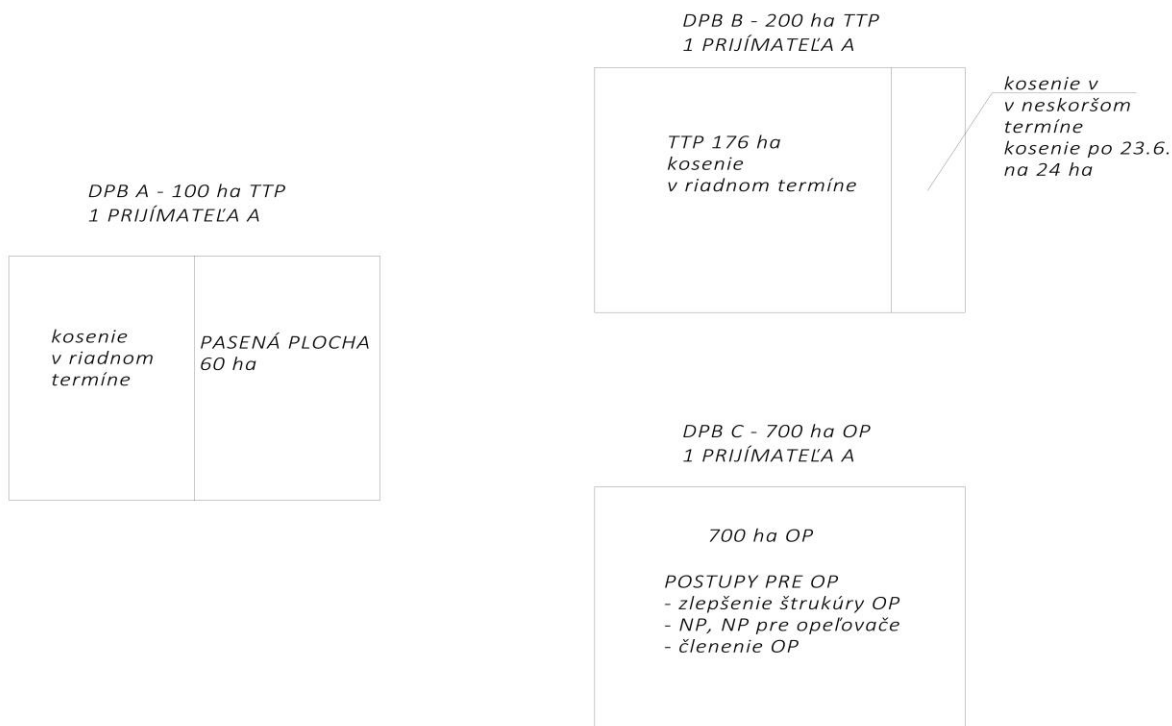 DPB A - 100 ha TTP
1 PRIJÍMATEĽA A
kosenie
v riadnom
termíne
PASENÁ PLOCHA
60 ha
DPB B - 200 ha TTP
1 PRIJÍMATEĽA A
TTP 176 ha
kosenie
v riadnom termíne
kosenie v
v neskoršom
termíne
kosenie po 23.6.
na 24 ha
DPB C - 700 ha OP
1 PRIJÍMATEĽA A
700 ha OP
POSTUPY PRE OP
- zlepšenie štrukúry OP
- NP, NP pre opeľovače
- členenie OP